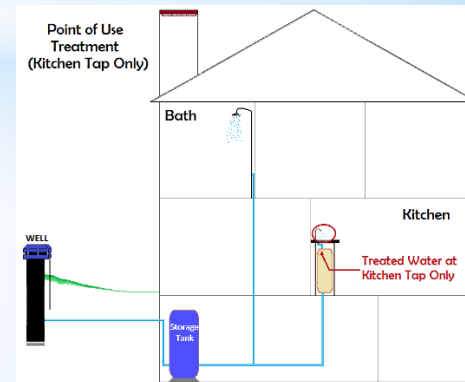 Point of Use
Treatment
(Kitchen Tap Only)
Bath
Kitchen
WELL
Treated Water at
Kitchen Tap Only
Storage
Tank